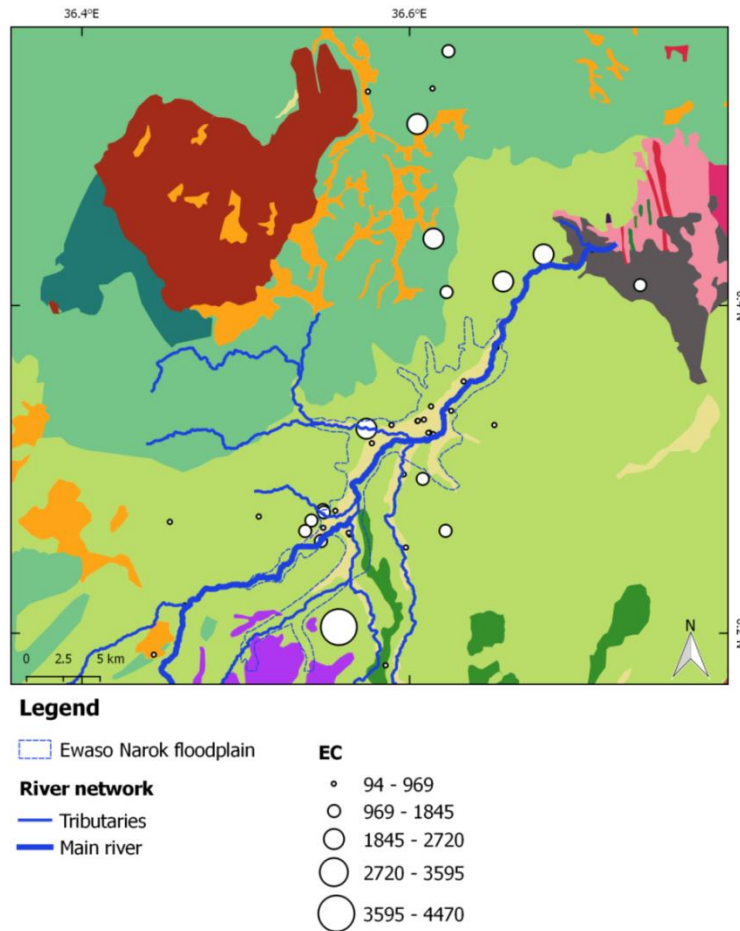 36.4°E 36.6°E
N
0 2.5 5 km
Legend
Ewaso Narok floodplain
River network
Tributaries
Main river
EC
94 - 969
969 - 1845
1845 - 2720
2720 - 3595
3595 - 4470